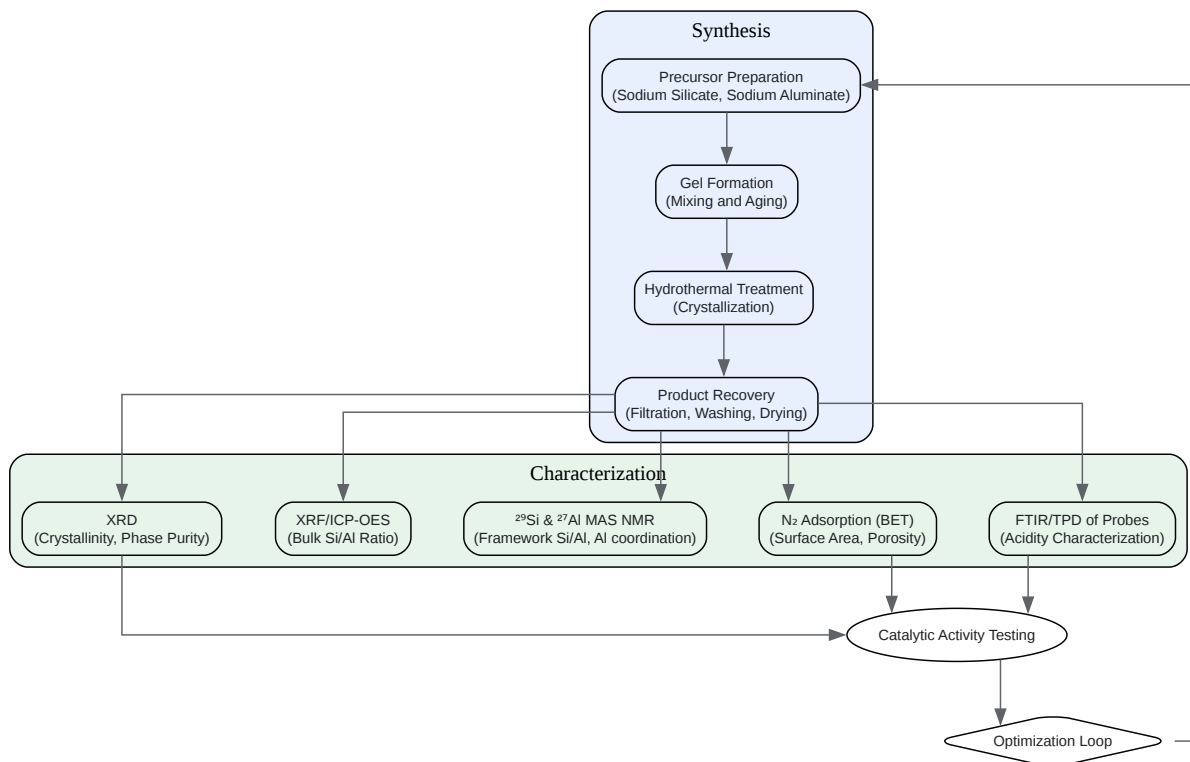 Synthesis
Precursor Preparation
(Sodium Silicate, Sodium Aluminate)
Gel Formation
(Mixing and Aging)
Hydrothermal Treatment
(Crystallization)
Product Recovery
(Filtration, Washing, Drying)
Characterization
XRD
(Crystallinity, Phase Purity)
XRF/ICP-OES
(Bulk Si/Al Ratio)
²⁹Si & ²⁷Al MAS NMR
(Framework Si/Al, Al coordination)
N₂ Adsorption (BET)
(Surface Area, Porosity)
FTIR/TPD of Probes
(Acidity Characterization)
Catalytic Activity Testing
Optimization Loop